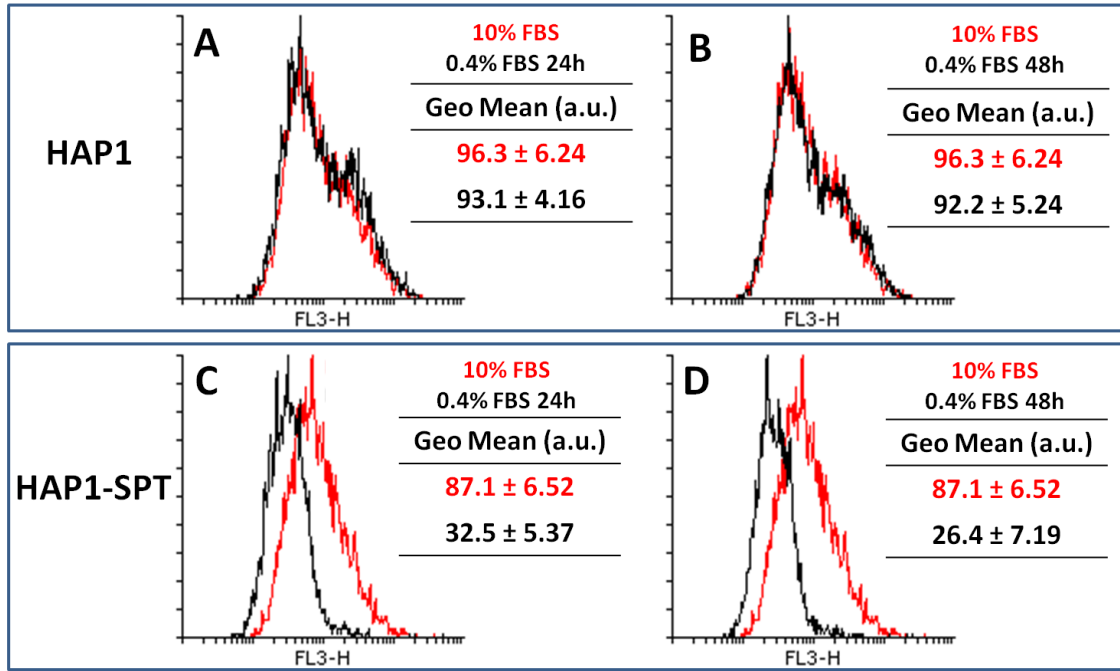 HAP1
A
10% FBS
0.4% FBS 24h
Geo Mean (a.u.)
96.3 ± 6.24
93.1 ± 4.16
FL3-H
B
10% FBS
0.4% FBS 48h
Geo Mean (a.u.)
96.3 ± 6.24
92.2 ± 5.24
FL3-H
HAP1-SPT
C
10% FBS
0.4% FBS 24h
Geo Mean (a.u.)
87.1 ± 6.52
32.5 ± 5.37
FL3-H
D
10% FBS
0.4% FBS 48h
Geo Mean (a.u.)
87.1 ± 6.52
26.4 ± 7.19
FL3-H